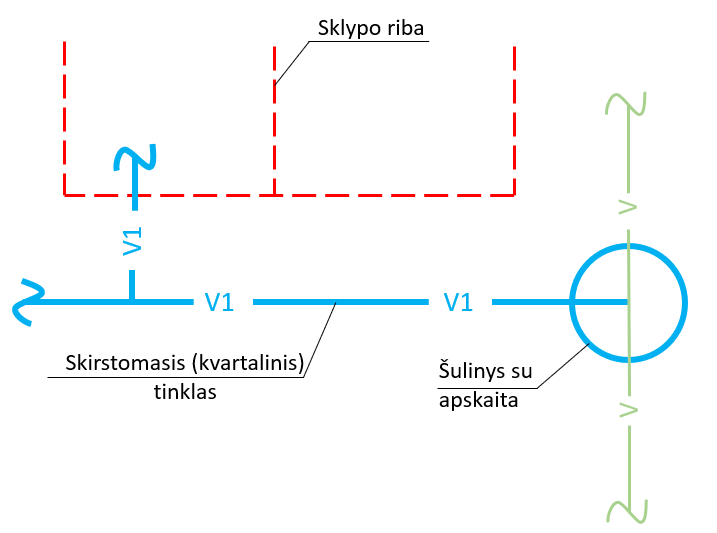 Sklypo riba
V
V1
V1
V1
Skirstomasis (kvartalinis)
tinklas
Šulinys su
apskaita
V